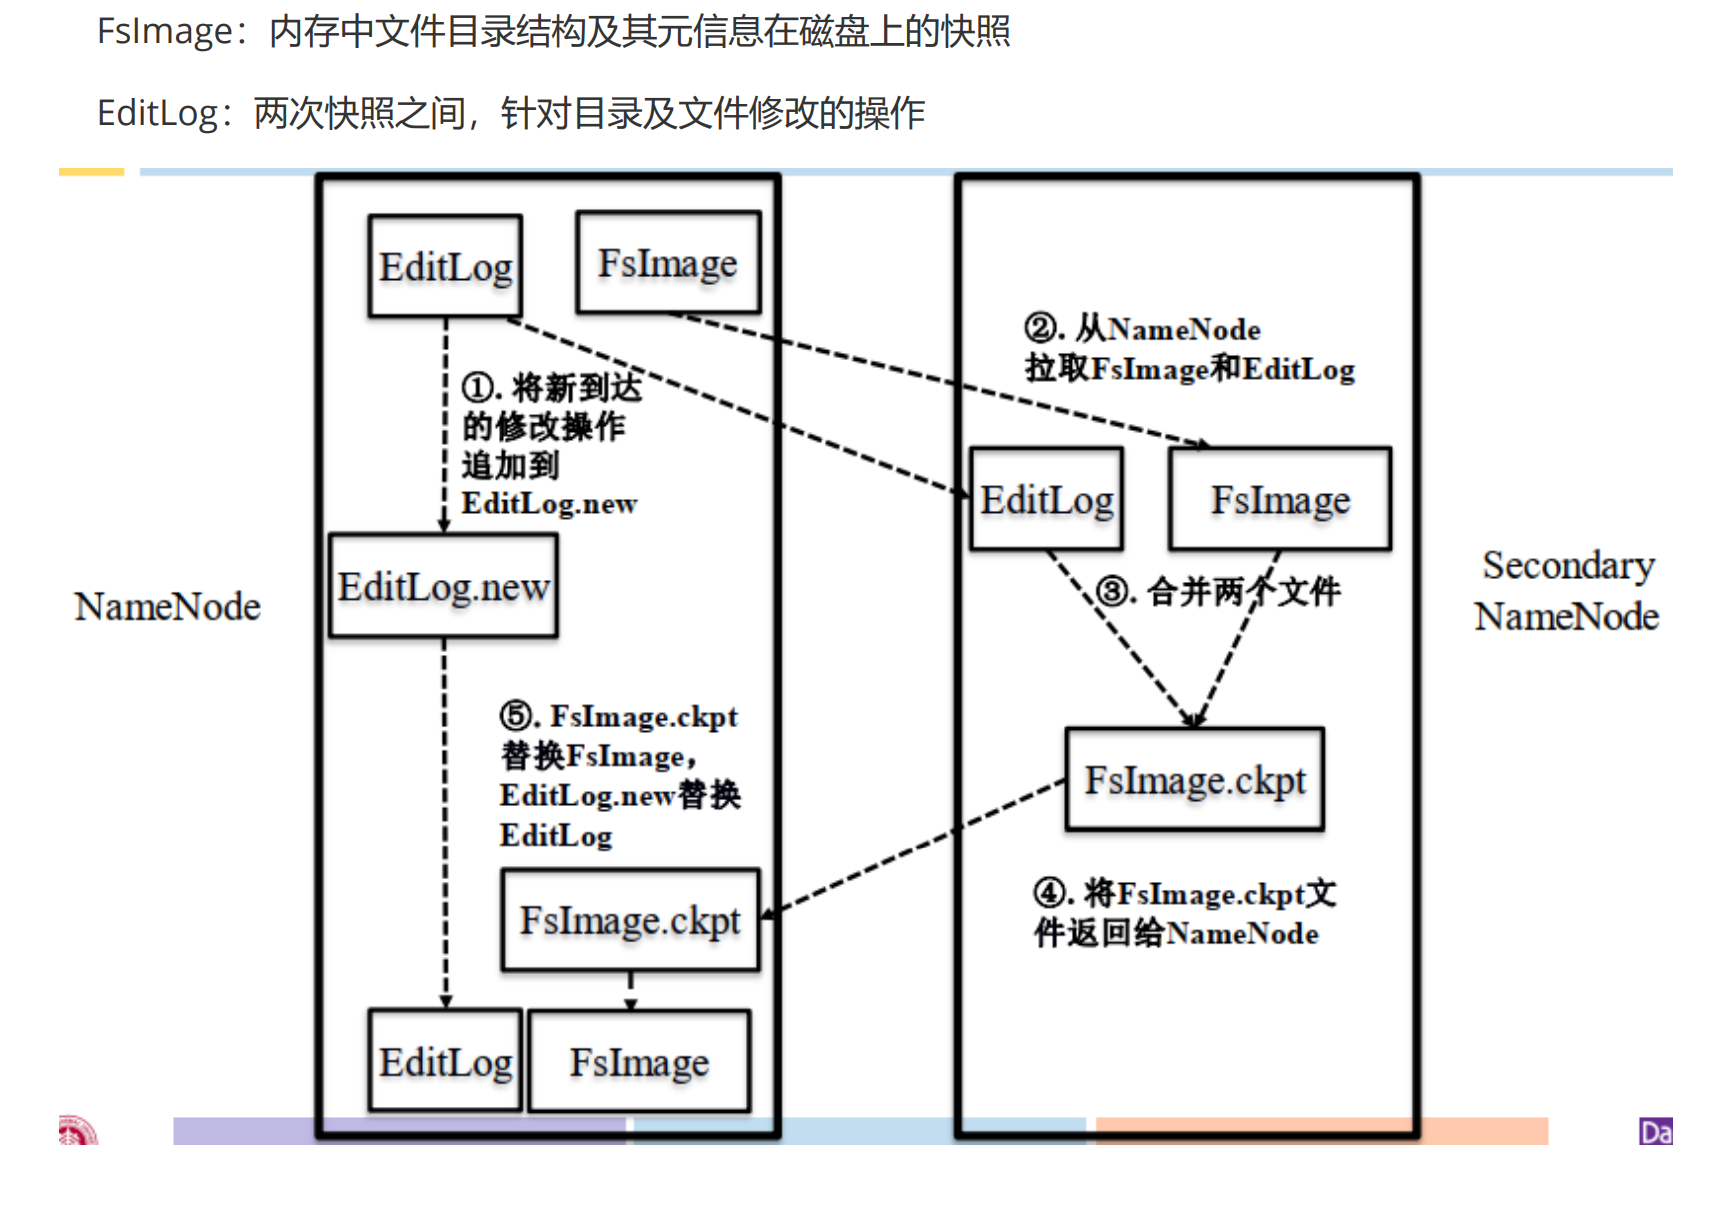 FsImage：内存中文件目录结构及其元信息在磁盘上的快照
EditLog：两次快照之间，针对目录及文件修改的操作
EditLog
FsImage
①. 将新到达
的修改操作
追加到
EditLog.new
②. 从NameNode
拉取FsImage和EditLog
EditLog
FsImage
NameNode
EditLog.new
③. 合并两个文件
Secondary
NameNode
⑤. FsImage.ckpt
替换FsImage，
EditLog.new替换
EditLog
FsImage.ckpt
FsImage.ckpt
④. 将FsImage.ckpt文
件返回给NameNode
EditLog
FsImage
Da